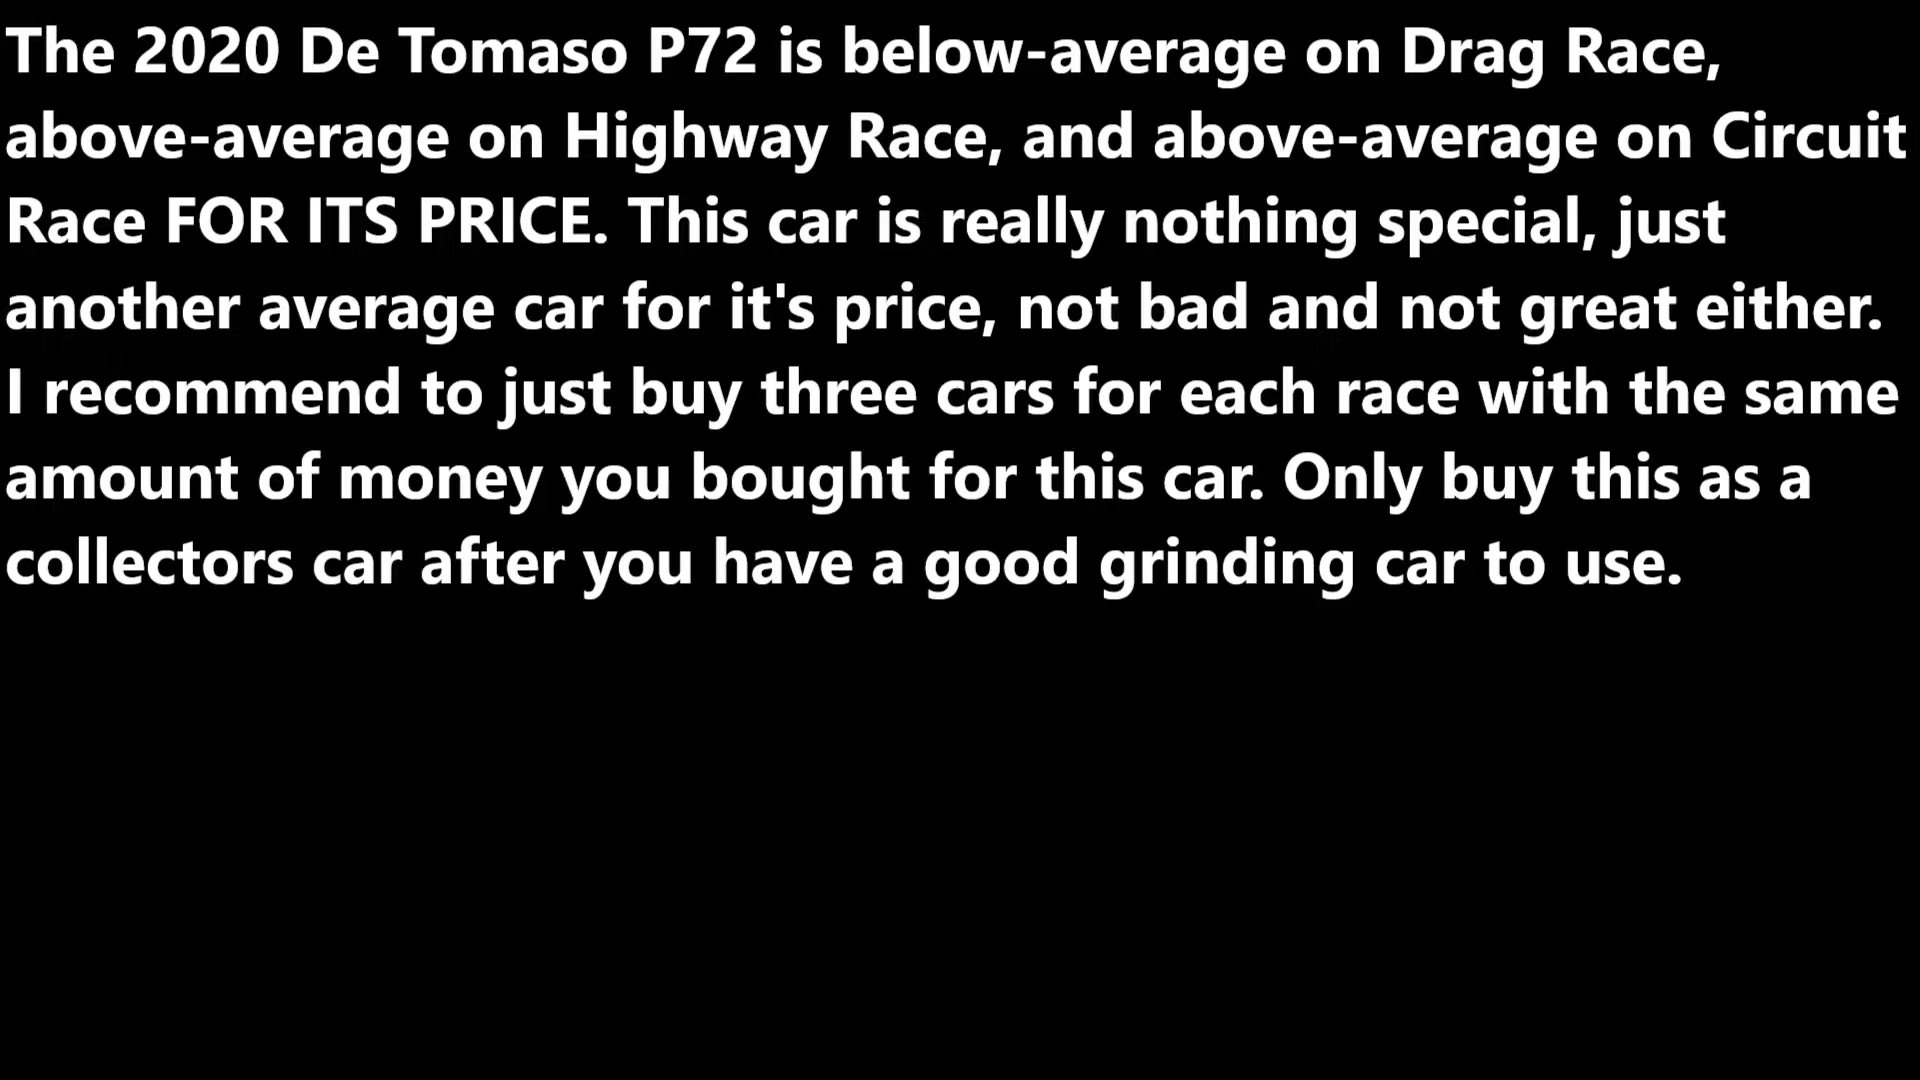 The 2020 De Tomaso P72 is below-average on Drag Race,
above-average on Highway Race, and above-average on Circuit
Race FOR ITS PRICE. This car is really nothing special, just
another average car for it's price, not bad and not great either.
I recommend to just buy three cars for each race with the same
amount of money you bought for this car. Only buy this as a
collectors car after you have a good grinding car to use.